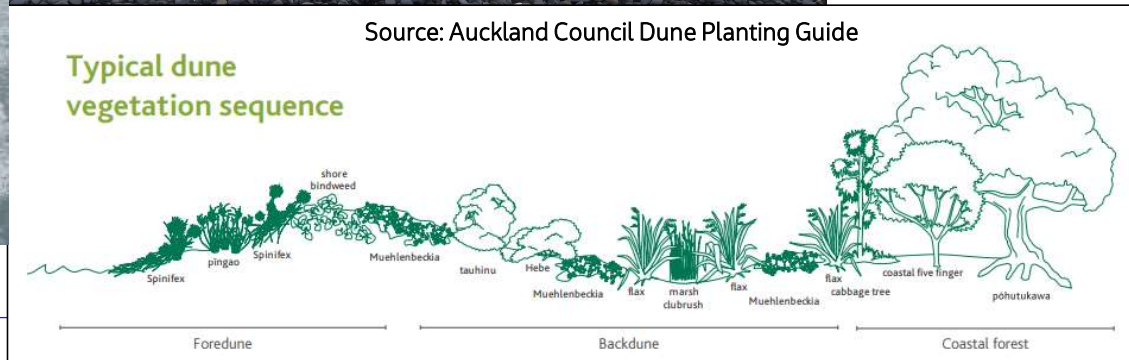 Source: Auckland Council Dune Planting Guide
Typical dune
vegetation sequence
shore
bindweed
Spinifex
pīngao
Spinifex
Muehlenbeckia
tauhinu
Hebe
Muehlenbeckia
flax
marsh
clubrush
flax
Muehlenbeckia
flax
cabbage tree
coastal five finger
pōhutukawa
Foredune
Backdune
Coastal forest